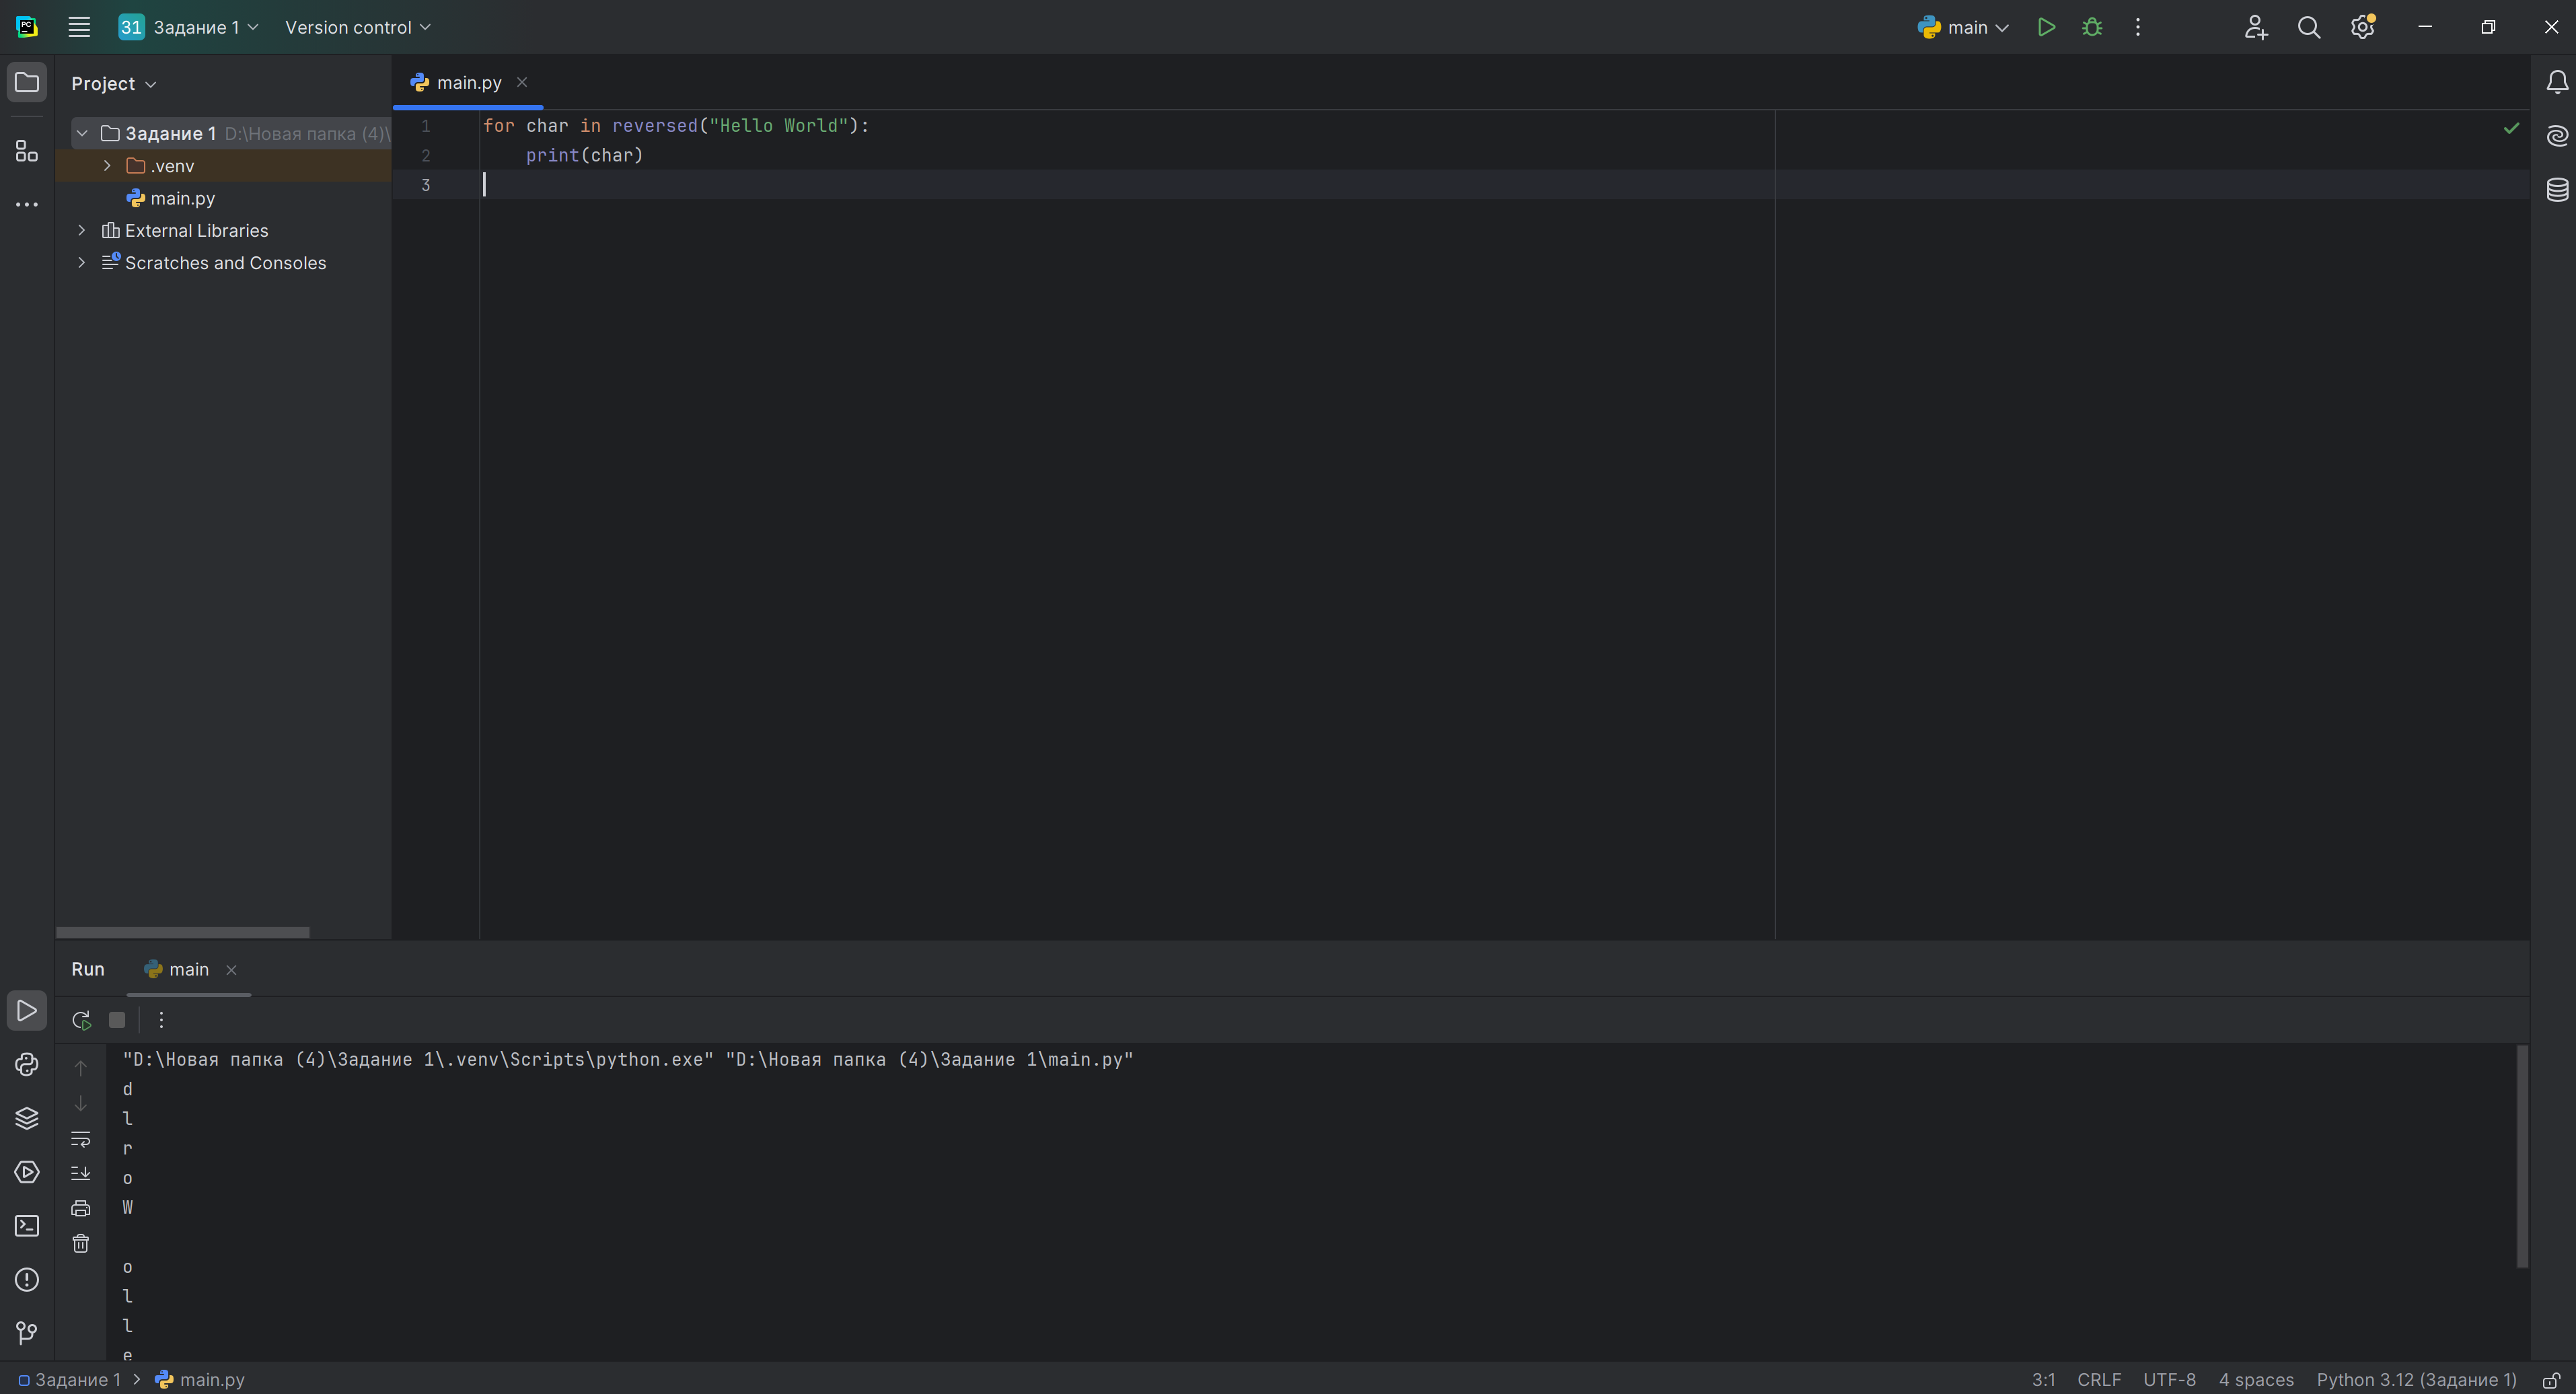 PC
31 Задание 1
Version control
main
Project
main.py
Задание 1 D:\Новая папка (4)\
.venv
main.py
External Libraries
Scratches and Consoles
1 for char in reversed("Hello World"):
2 print(char)
3
Run main
"D:\Новая папка (4)\Задание 1\.venv\Scripts\python.exe" "D:\Новая папка (4)\Задание 1\main.py"
d
l
r
o
W
o
l
l
e
Задание 1 > main.py
3:1 CRLF UTF-8 4 spaces Python 3.12 (Задание 1)